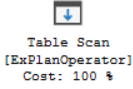 Table Scan
[ExPlanOperator]
Cost: 100 %